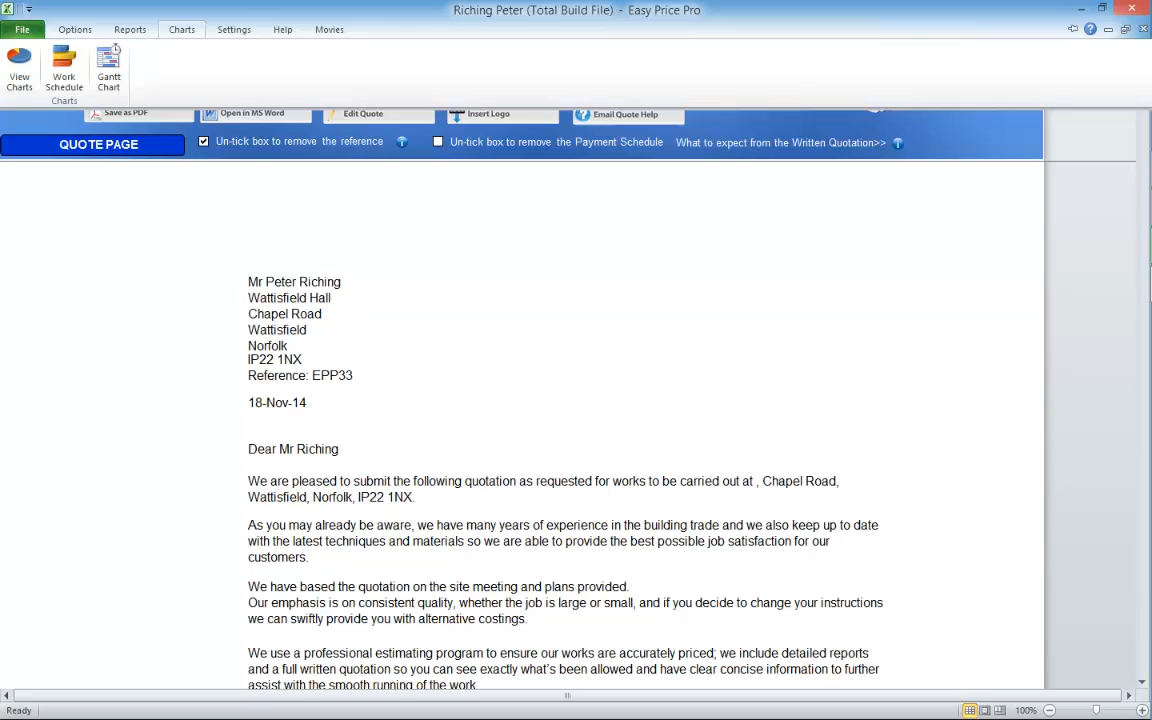 Riching Peter (Total Build File) - Easy Price Pro
File Options Reports Charts Settings Help Movies
View Charts
Work Schedule
Gantt Chart
Charts
Save as PDF Open in MS Word Edit Quote Insert Logo Email Quote Help
QUOTE PAGE Un-tick box to remove the reference Un-tick box to remove the Payment Schedule What to expect from the Written Quotation>>
Mr Peter Riching
Wattisfield Hall
Chapel Road
Wattisfield
Norfolk
IP22 1NX
Reference: EPP33
18-Nov-14
Dear Mr Riching
We are pleased to submit the following quotation as requested for works to be carried out at , Chapel Road,
Wattisfield, Norfolk, IP22 1NX.
As you may already be aware, we have many years of experience in the building trade and we also keep up to date
with the latest techniques and materials so we are able to provide the best possible job satisfaction for our
customers.
We have based the quotation on the site meeting and plans provided.
Our emphasis is on consistent quality, whether the job is large or small, and if you decide to change your instructions
we can swiftly provide you with alternative costings.
We use a professional estimating program to ensure our works are accurately priced; we include detailed reports
and a full written quotation so you can see exactly what's been allowed and have clear concise information to further
assist with the smooth running of the work
Ready 100%